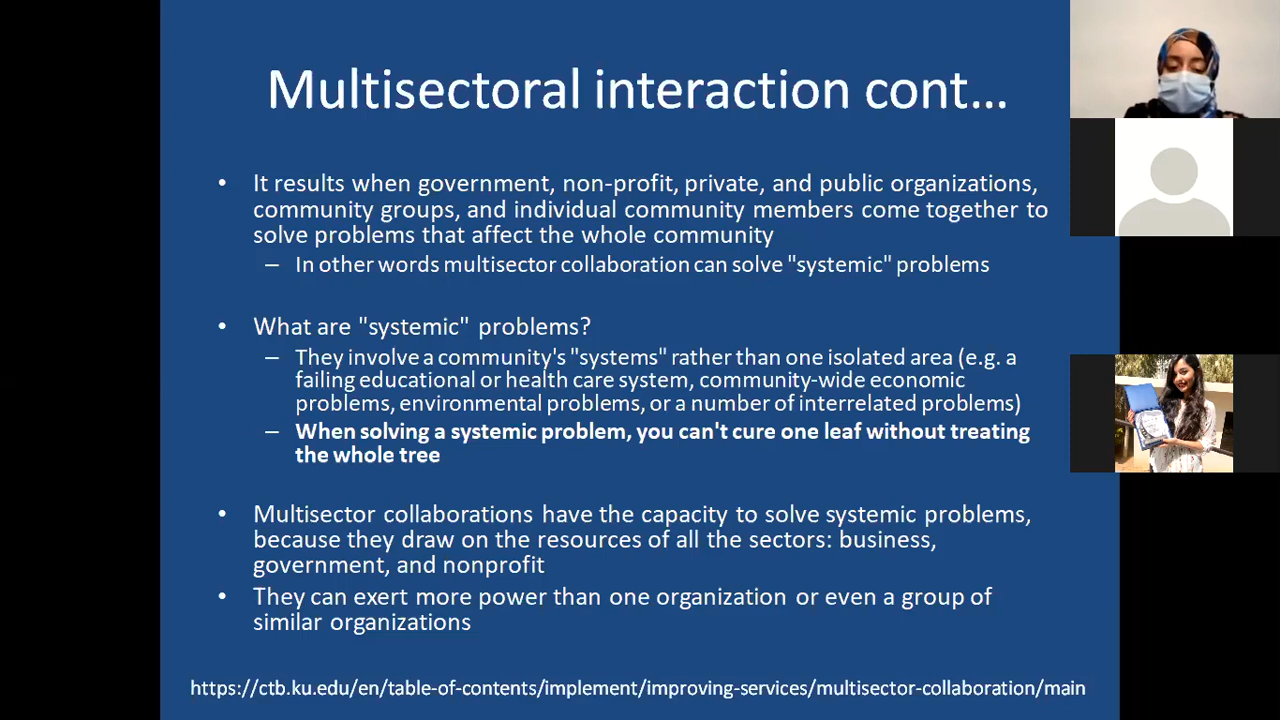 Multisectoral interaction cont...
• It results when government, non-profit, private, and public organizations,
community groups, and individual community members come together to
solve problems that affect the whole community
– In other words multisector collaboration can solve "systemic" problems
• What are "systemic" problems?
– They involve a community's "systems" rather than one isolated area (e.g. a
failing educational or health care system, community-wide economic
problems, environmental problems, or a number of interrelated problems)
– When solving a systemic problem, you can't cure one leaf without treating
the whole tree
• Multisector collaborations have the capacity to solve systemic problems,
because they draw on the resources of all the sectors: business,
government, and nonprofit
• They can exert more power than one organization or even a group of
similar organizations
https://ctb.ku.edu/en/table-of-contents/implement/improving-services/multisector-collaboration/main